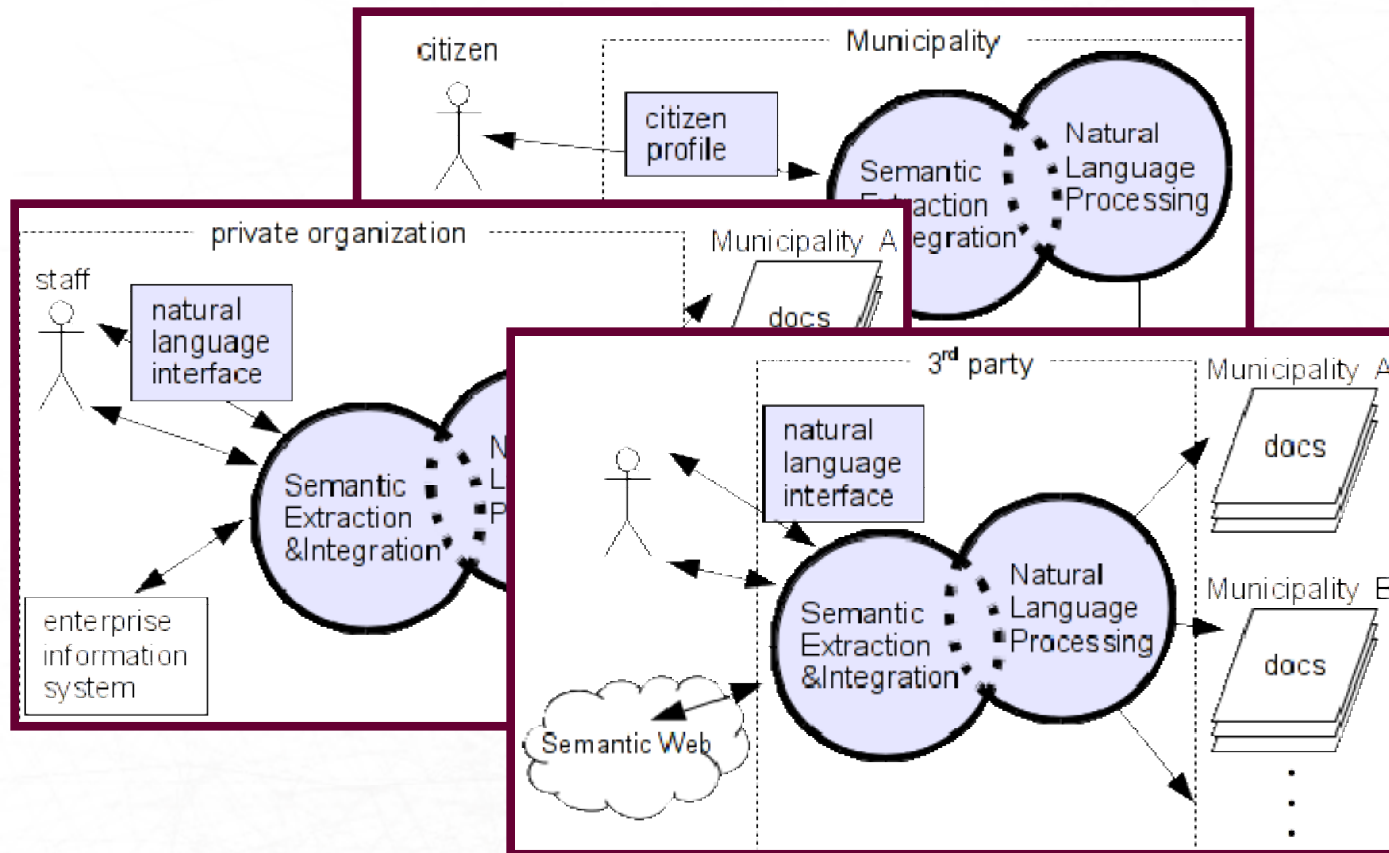 citizen
Municipality
citizen
profile
Semantic
Extraction
Integration
Natural
Language
Processing
private organization
Municipality A
staff
natural
language
interface
docs
Semantic
Extraction
&Integration
enterprise
information
system
3rd party
Municipality A
natural
language
interface
docs
Semantic
Extraction
&Integration
Natural
Language
Processing
Municipality B
docs
Semantic Web